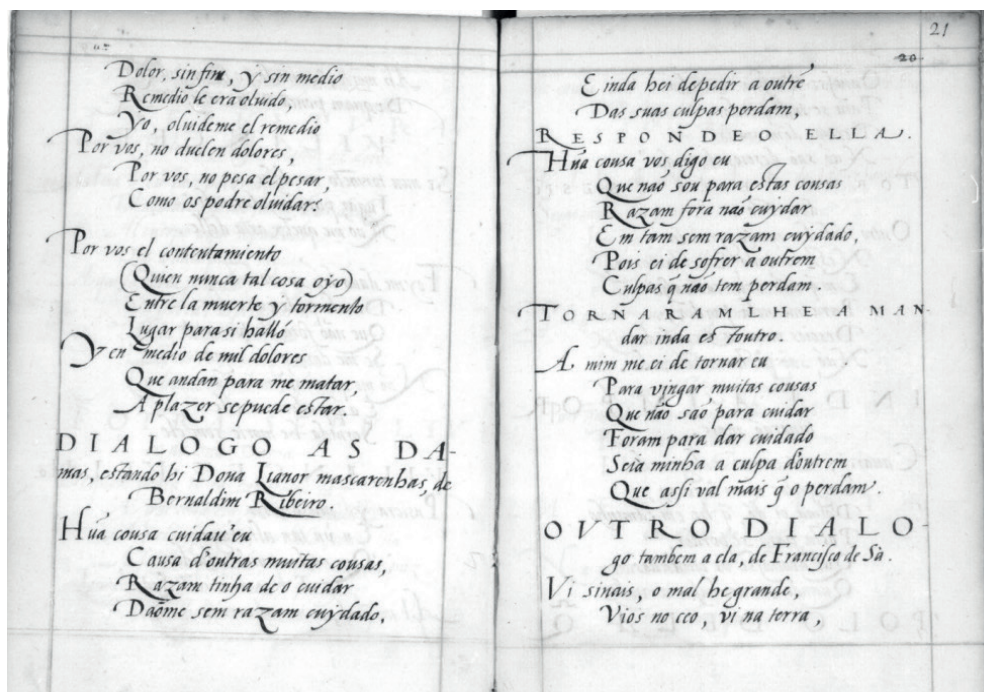 Dolor, sin fim, y sin medio
Remedio le era oluido,
Yo, oluideme el remedio
Por vos, no duelen dolores,
Por vos, no pesa el pesar,
Como os podre oluidar?
Por vos el contentamiento
(Quien nunca tal cosa oyo)
Entre la muerte y tormento
Lugar para si halló
Y en medio de mil dolores
Que andan para me matar,
A plazer se puede estar.
DIALOGO AS DA-
mas, estando hi Dona Lianor mascarenhas, de
Bernaldim Ribeiro.
Hũa cousa cuidau'eu
Causa d'outras muitas cousas,
Razam tinha de o cuidar
Daõme sem razam cuydado,
21
20
E inda hei de pedir a outrẽ
Das suas culpas perdam,
RESPOÑDEO ELLA.
Hũa cousa vos digo eu
Que naõ sou para estas cousas
Razam fora naõ cuydar
Em tam sem razam cuydado,
Pois ei de sofrer a outrem
Culpas q̃ naõ tem perdam.
TORNARAMLHE A MAN-
dar inda est'outro.
A mim me ei de tornar eu
Para vingar muitas cousas
Que naõ saõ para cuidar
Foram para dar cuidado
Seia minha a culpa d'outrem
Que assi val mais q̃ o perdam.
OVTRO DIALO-
go tambem a ela, de Francisco de Sà.
Vi sinais, o mal he grande,
Vios no ceo, vi na terra,